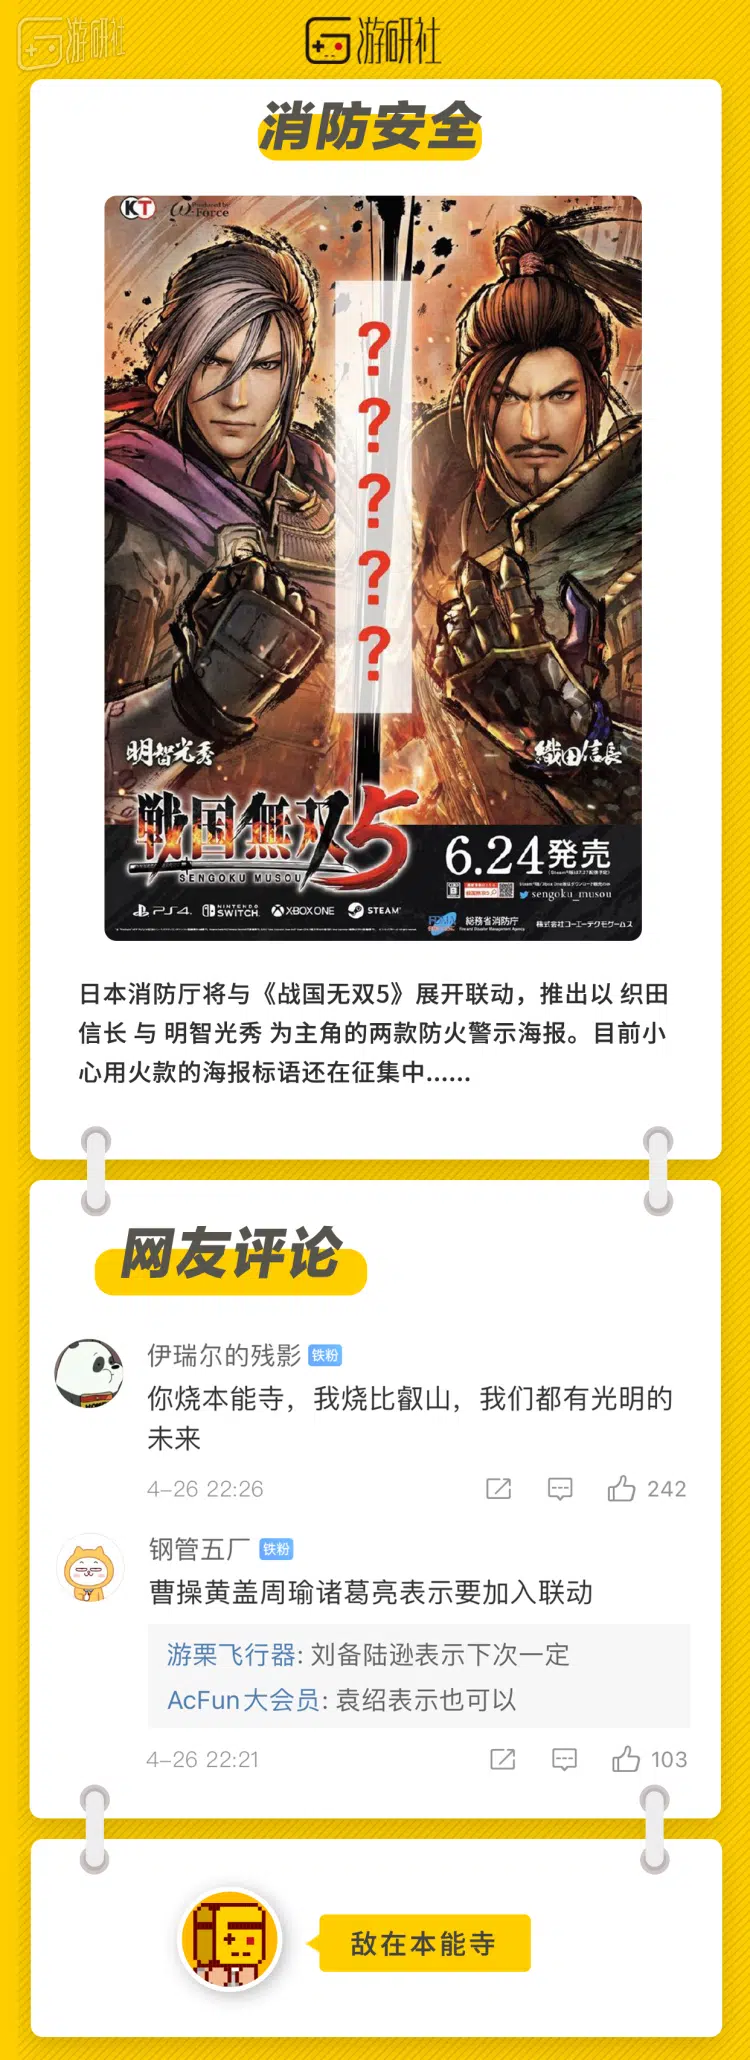 游研社
游研社
消防安全
KT
ω Produced by
-Force
？
？
？
？
？
明智光秀
織田信長
戦国無双5
SENGOKU MUSOU
6.24発売
PS4
NINTENDO
SWITCH
XBOX ONE
STEAM
sengoku_musou
FDMA
総務省消防庁
Fire and Disaster Management Agency
株式会社コーエーテクモゲームス
日本消防厅将与《战国无双5》展开联动，推出以 织田
信长 与 明智光秀 为主角的两款防火警示海报。目前小
心用火款的海报标语还在征集中……
网友评论
伊瑞尔的残影 铁粉
你烧本能寺，我烧比叡山，我们都有光明的
未来
4-26 22:26
242
钢管五厂 铁粉
曹操黄盖周瑜诸葛亮表示要加入联动
游栗飞行器: 刘备陆逊表示下次一定
AcFun大会员: 袁绍表示也可以
4-26 22:21
103
敌在本能寺